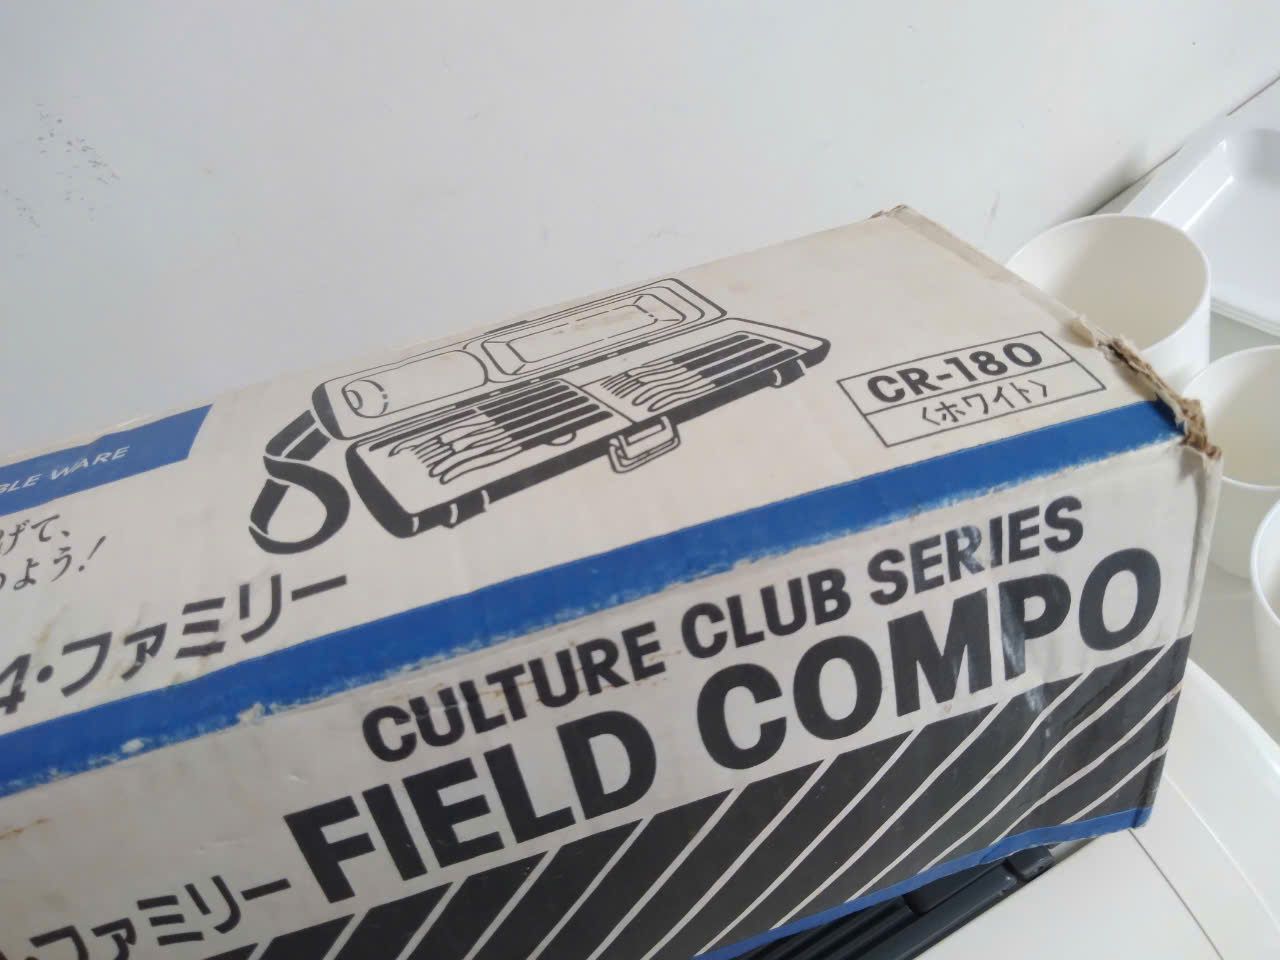 WARE
げて、
よう!
4・ファミリー
CR-180
〈ホワイト〉
CULTURE CLUB SERIES
FIELD COMPO
・ファミリー